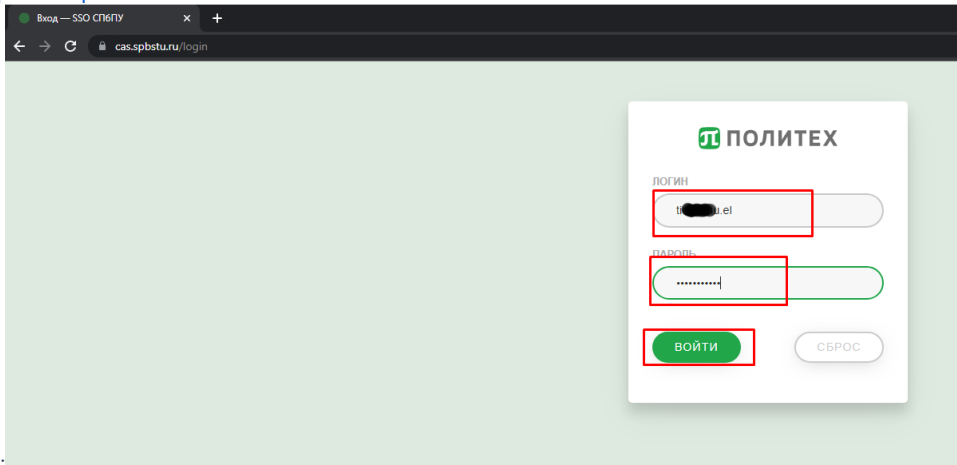 Вход — SSO СПбПУ
cas.spbstu.ru/login
ПОЛИТЕХ
ЛОГИН
ПАРОЛЬ
•••••••••••
ВОЙТИ
СБРОС